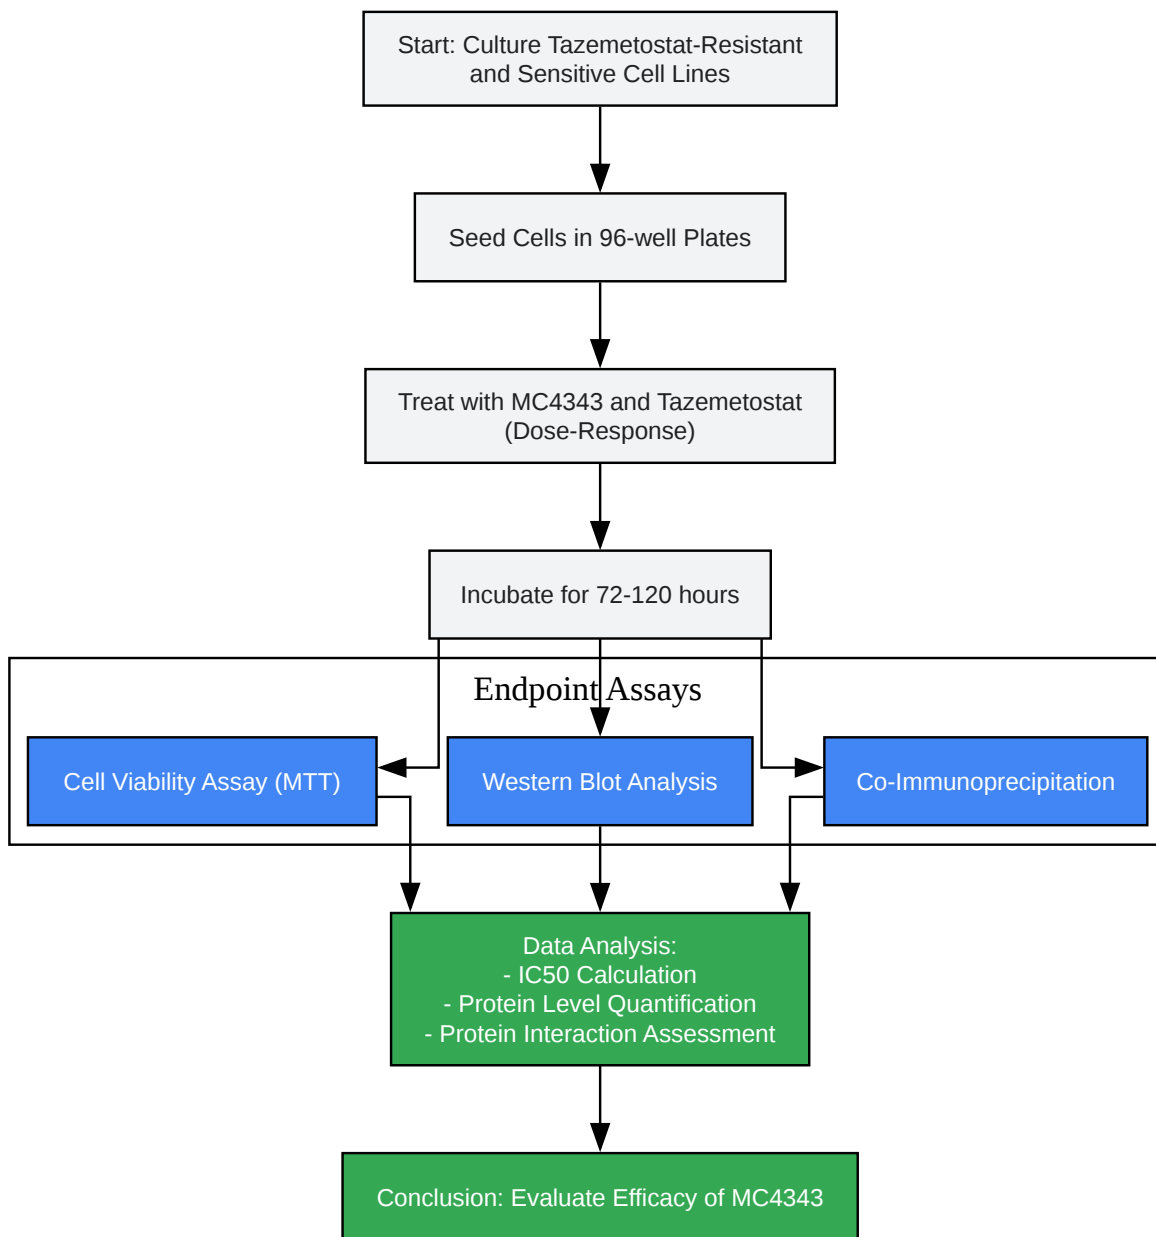 Start: Culture Tazemetostat-Resistant
and Sensitive Cell Lines
Seed Cells in 96-well Plates
Treat with MC4343 and Tazemetostat
(Dose-Response)
Incubate for 72-120 hours
Endpoint Assays
Cell Viability Assay (MTT)
Western Blot Analysis
Co-Immunoprecipitation
Data Analysis:
- IC50 Calculation
- Protein Level Quantification
- Protein Interaction Assessment
Conclusion: Evaluate Efficacy of MC4343